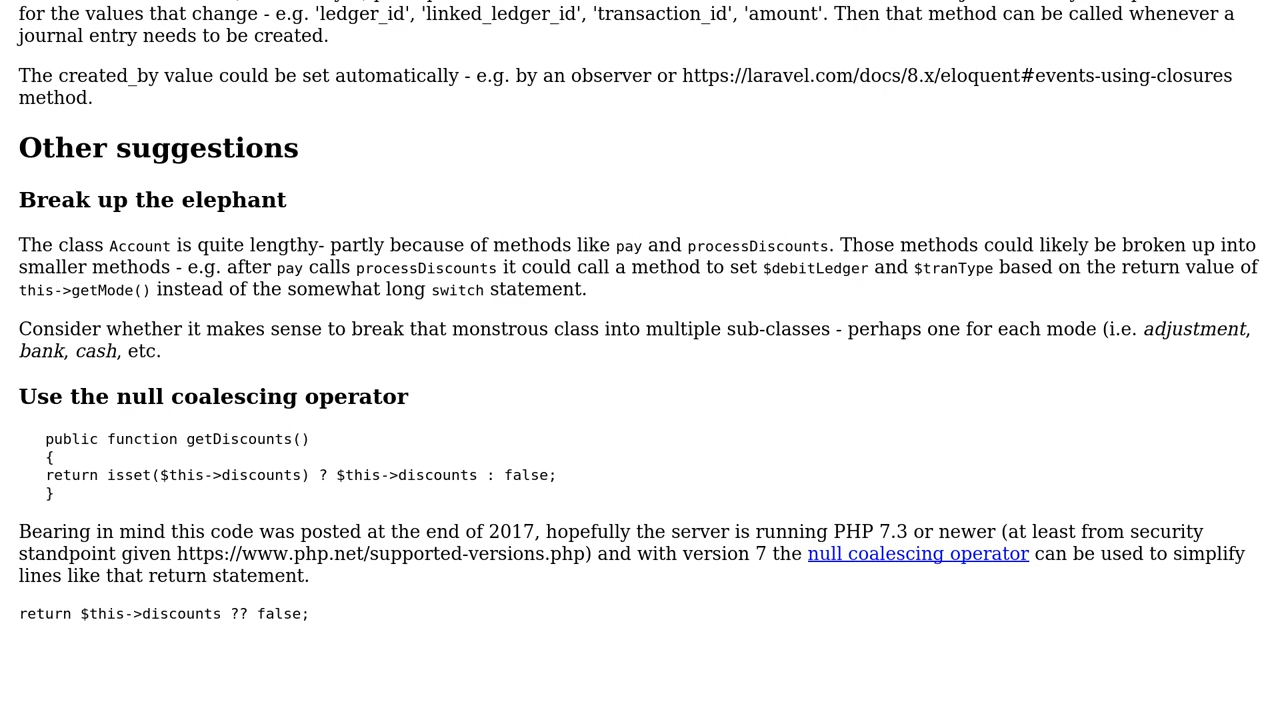 for the values that change - e.g. 'ledger_id', 'linked_ledger_id', 'transaction_id', 'amount'. Then that method can be called whenever a
journal entry needs to be created.
The created_by value could be set automatically - e.g. by an observer or https://laravel.com/docs/8.x/eloquent#events-using-closures
method.
Other suggestions
Break up the elephant
The class Account is quite lengthy- partly because of methods like pay and processDiscounts. Those methods could likely be broken up into
smaller methods - e.g. after pay calls processDiscounts it could call a method to set $debitLedger and $tranType based on the return value of
this->getMode() instead of the somewhat long switch statement.
Consider whether it makes sense to break that monstrous class into multiple sub-classes - perhaps one for each mode (i.e. adjustment,
bank, cash, etc.
Use the null coalescing operator
public function getDiscounts()
{
return isset($this->discounts) ? $this->discounts : false;
}
Bearing in mind this code was posted at the end of 2017, hopefully the server is running PHP 7.3 or newer (at least from security
standpoint given https://www.php.net/supported-versions.php) and with version 7 the null coalescing operator can be used to simplify
lines like that return statement.
return $this->discounts ?? false;